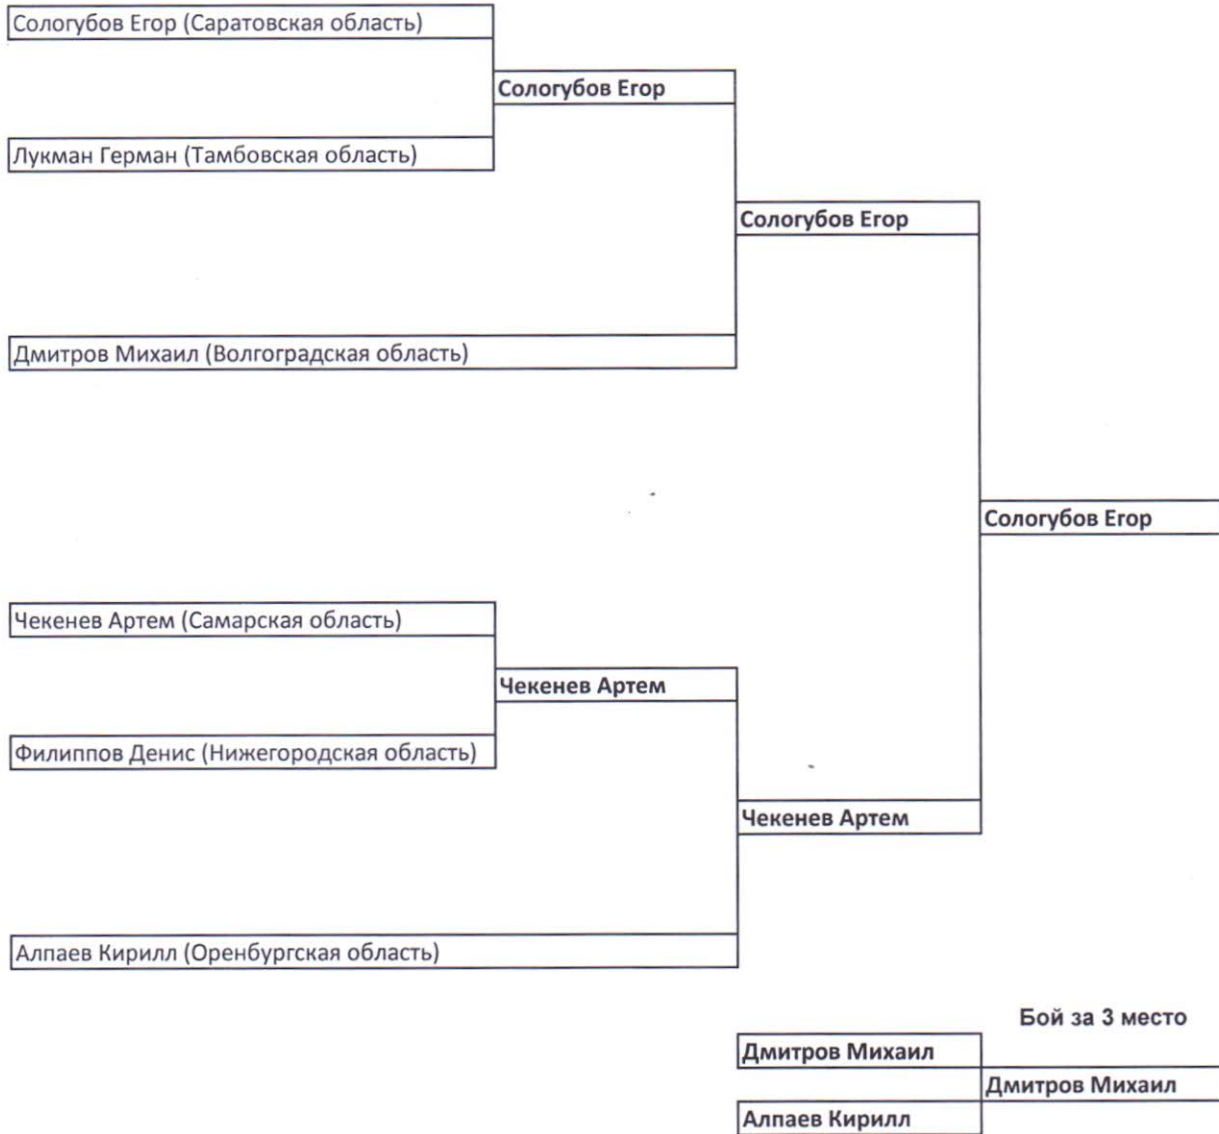 Сологубов Егор (Саратовская область)
Сологубов Егор
Лукман Герман (Тамбовская область)
Сологубов Егор
Дмитров Михаил (Волгоградская область)
Сологубов Егор
Чекенев Артем (Самарская область)
Чекенев Артем
Филиппов Денис (Нижегородская область)
Чекенев Артем
Алпаев Кирилл (Оренбургская область)
Бой за 3 место
Дмитров Михаил
Дмитров Михаил
Алпаев Кирилл